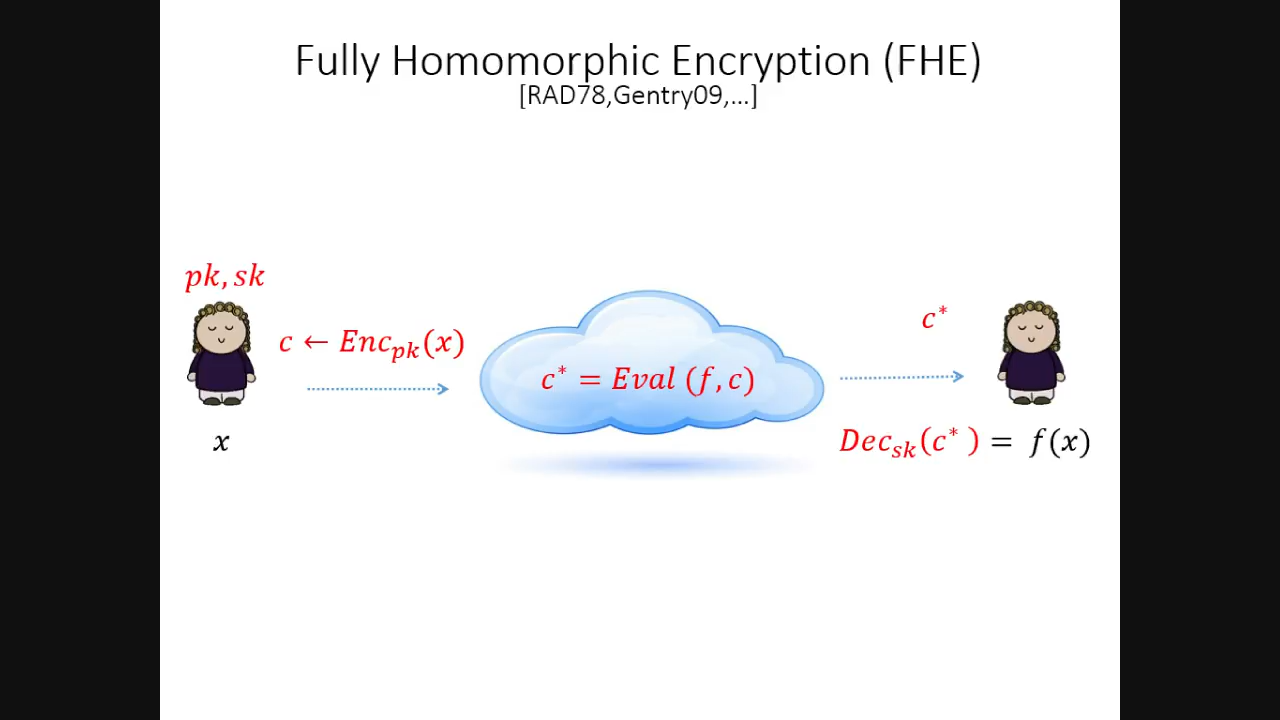 Fully Homomorphic Encryption (FHE)
[RAD78,Gentry09,...]
pk, sk
c ← Enc_pk(x)
x
c* = Eval (f, c)
c*
Dec_sk(c* ) = f(x)